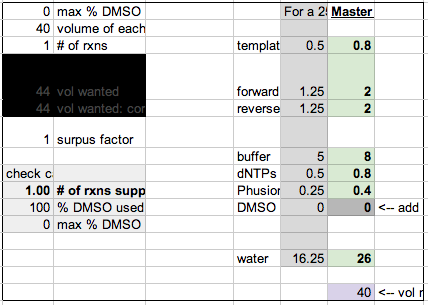 0 max % DMSO For a 25 Master
40 volume of each
1 # of rxns templat 0.5 0.8
44 vol wanted forward 1.25 2
44 vol wanted: cor reverse 1.25 2
1 surpus factor
buffer 5 8
check ca dNTPs 0.5 0.8
1.00 # of rxns supp Phusior 0.25 0.4
100 % DMSO used DMSO 0 0 <-- add
0 max % DMSO
water 16.25 26
40 <-- vol r